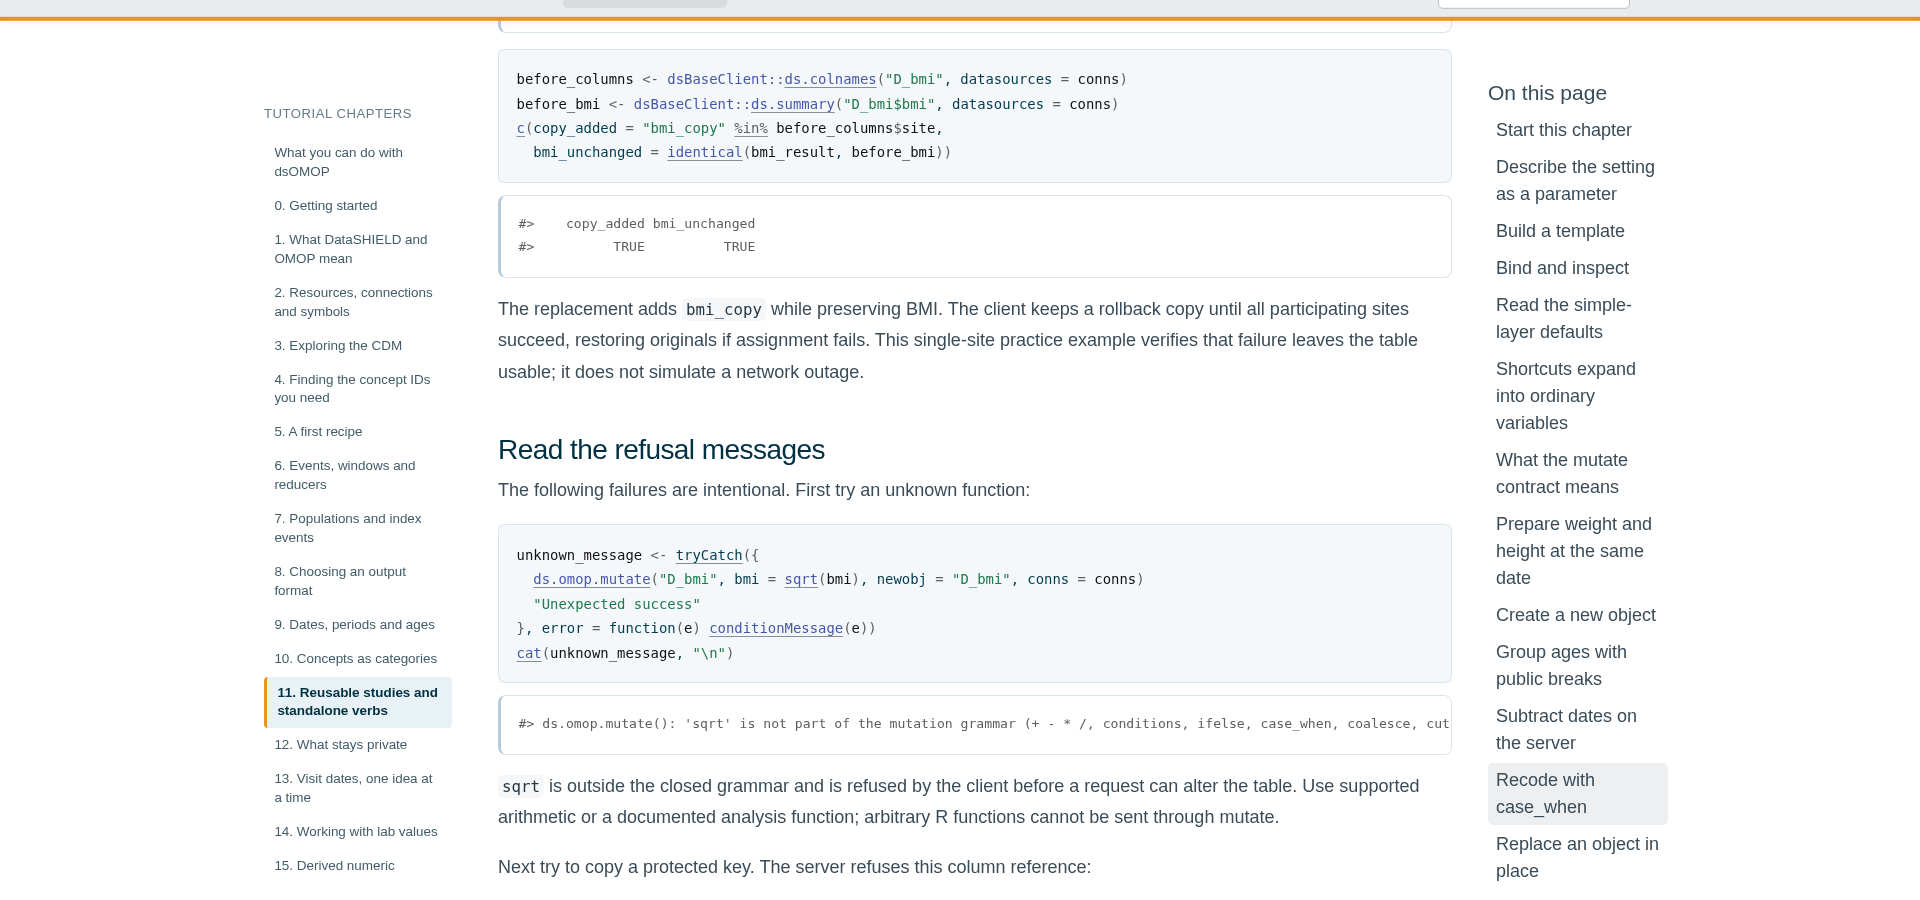 before_columns <- dsBaseClient::ds.colnames("D_bmi", datasources = conns)
before_bmi <- dsBaseClient::ds.summary("D_bmi$bmi", datasources = conns)
c(copy_added = "bmi_copy" %in% before_columns$site,
  bmi_unchanged = identical(bmi_result, before_bmi))
#>    copy_added bmi_unchanged
#>          TRUE          TRUE
The replacement adds bmi_copy while preserving BMI. The client keeps a rollback copy until all participating sites
succeed, restoring originals if assignment fails. This single-site practice example verifies that failure leaves the table
usable; it does not simulate a network outage.
Read the refusal messages
The following failures are intentional. First try an unknown function:
unknown_message <- tryCatch({
  ds.omop.mutate("D_bmi", bmi = sqrt(bmi), newobj = "D_bmi", conns = conns)
  "Unexpected success"
}, error = function(e) conditionMessage(e))
cat(unknown_message, "\n")
#> ds.omop.mutate(): 'sqrt' is not part of the mutation grammar (+ - * /, conditions, ifelse, case_when, coalesce, cut
sqrt is outside the closed grammar and is refused by the client before a request can alter the table. Use supported
arithmetic or a documented analysis function; arbitrary R functions cannot be sent through mutate.
Next try to copy a protected key. The server refuses this column reference:
TUTORIAL CHAPTERS
What you can do with
dsOMOP
0. Getting started
1. What DataSHIELD and
OMOP mean
2. Resources, connections
and symbols
3. Exploring the CDM
4. Finding the concept IDs
you need
5. A first recipe
6. Events, windows and
reducers
7. Populations and index
events
8. Choosing an output
format
9. Dates, periods and ages
10. Concepts as categories
11. Reusable studies and
standalone verbs
12. What stays private
13. Visit dates, one idea at
a time
14. Working with lab values
15. Derived numeric
On this page
Start this chapter
Describe the setting
as a parameter
Build a template
Bind and inspect
Read the simple-
layer defaults
Shortcuts expand
into ordinary
variables
What the mutate
contract means
Prepare weight and
height at the same
date
Create a new object
Group ages with
public breaks
Subtract dates on
the server
Recode with
case_when
Replace an object in
place